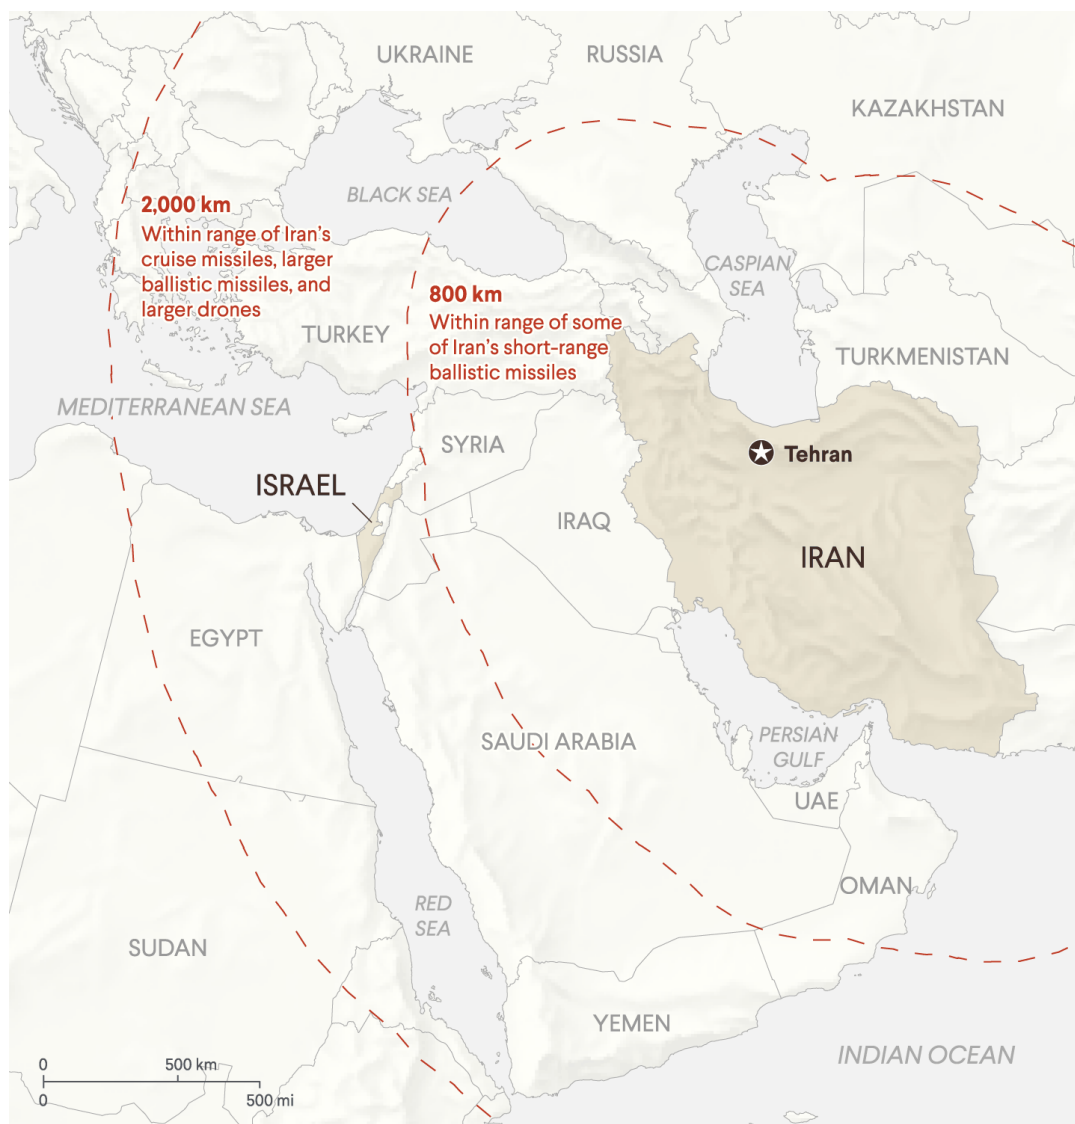 UKRAINE
RUSSIA
KAZAKHSTAN
BLACK SEA
2,000 km
Within range of Iran's
cruise missiles, larger
ballistic missiles, and
larger drones
CASPIAN
SEA
800 km
Within range of some
of Iran's short-range
ballistic missiles
TURKEY
TURKMENISTAN
MEDITERRANEAN SEA
SYRIA
Tehran
ISRAEL
IRAQ
IRAN
EGYPT
SAUDI ARABIA
PERSIAN
GULF
UAE
OMAN
RED
SEA
SUDAN
YEMEN
INDIAN OCEAN
0 500 km
0 500 mi